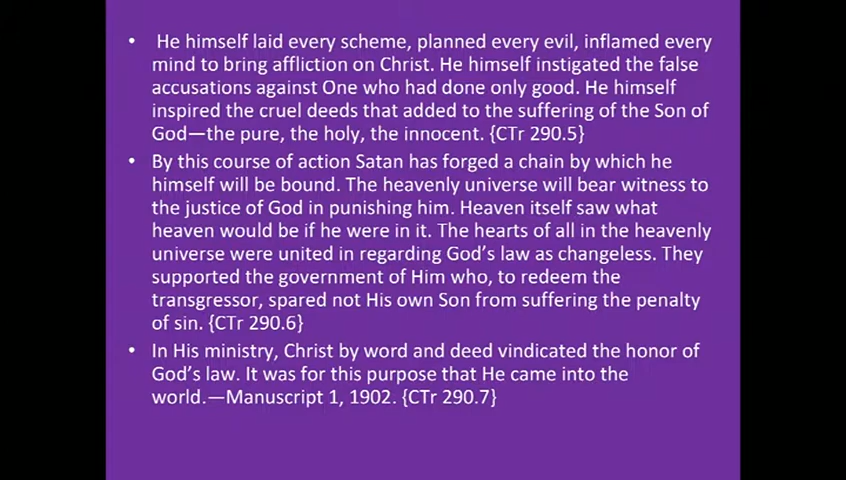 • He himself laid every scheme, planned every evil, inflamed every
mind to bring affliction on Christ. He himself instigated the false
accusations against One who had done only good. He himself
inspired the cruel deeds that added to the suffering of the Son of
God—the pure, the holy, the innocent. {CTr 290.5}
• By this course of action Satan has forged a chain by which he
himself will be bound. The heavenly universe will bear witness to
the justice of God in punishing him. Heaven itself saw what
heaven would be if he were in it. The hearts of all in the heavenly
universe were united in regarding God's law as changeless. They
supported the government of Him who, to redeem the
transgressor, spared not His own Son from suffering the penalty
of sin. {CTr 290.6}
• In His ministry, Christ by word and deed vindicated the honor of
God's law. It was for this purpose that He came into the
world.—Manuscript 1, 1902. {CTr 290.7}